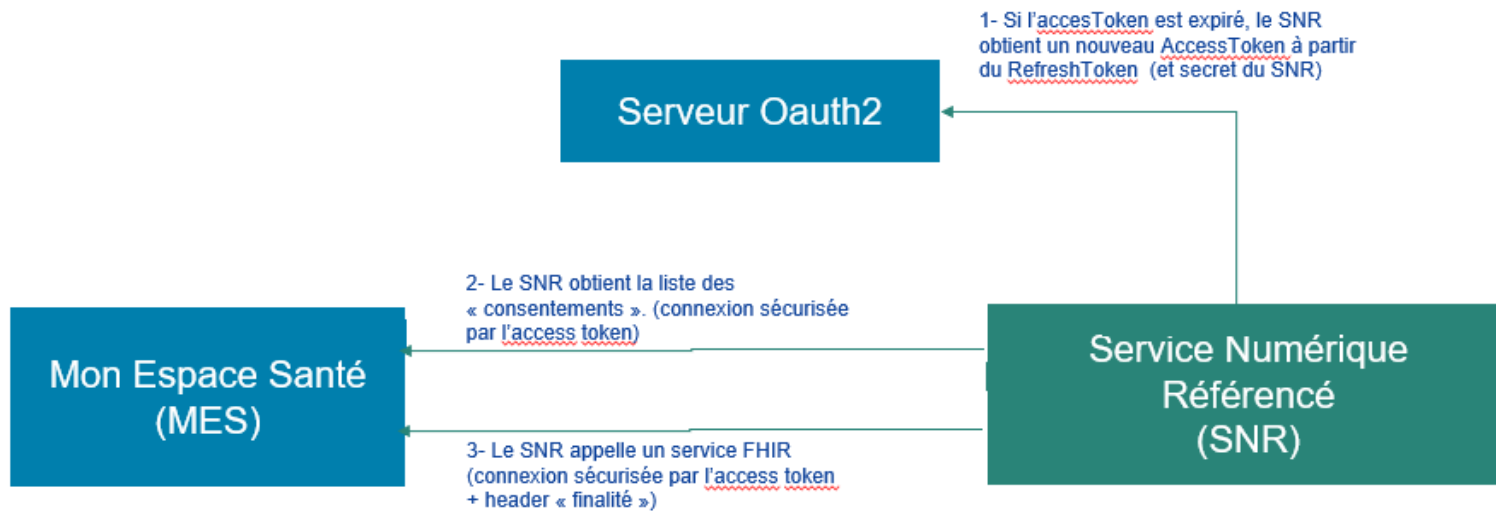 1- Si l'accesToken est expiré, le SNR
obtient un nouveau AccessToken à partir
du RefreshToken  (et secret du SNR)
Serveur Oauth2
2- Le SNR obtient la liste des
« consentements ». (connexion sécurisée
par l'access token)
Mon Espace Santé
(MES)
Service Numérique
Référencé
(SNR)
3- Le SNR appelle un service FHIR
(connexion sécurisée par l'access token
+ header « finalité »)